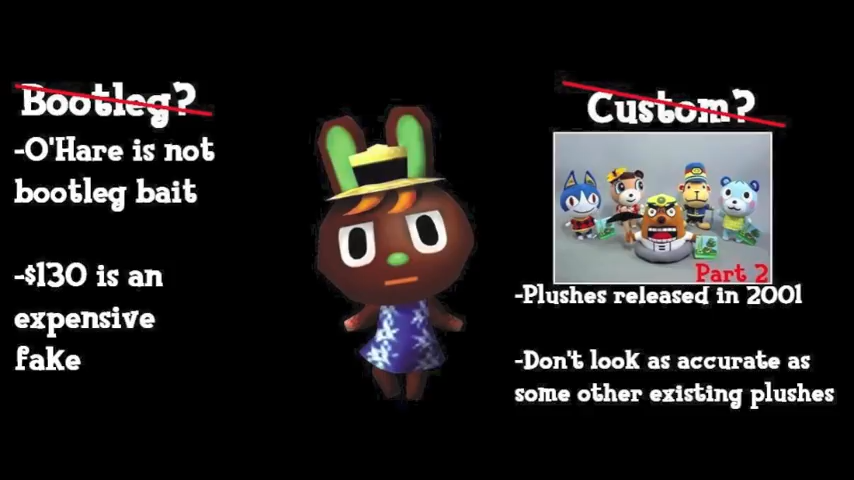 Bootleg?
-O'Hare is not
bootleg bait
-$130 is an
expensive
fake
Custom?
Part 2
-Plushes released in 2001
-Don't look as accurate as
some other existing plushes